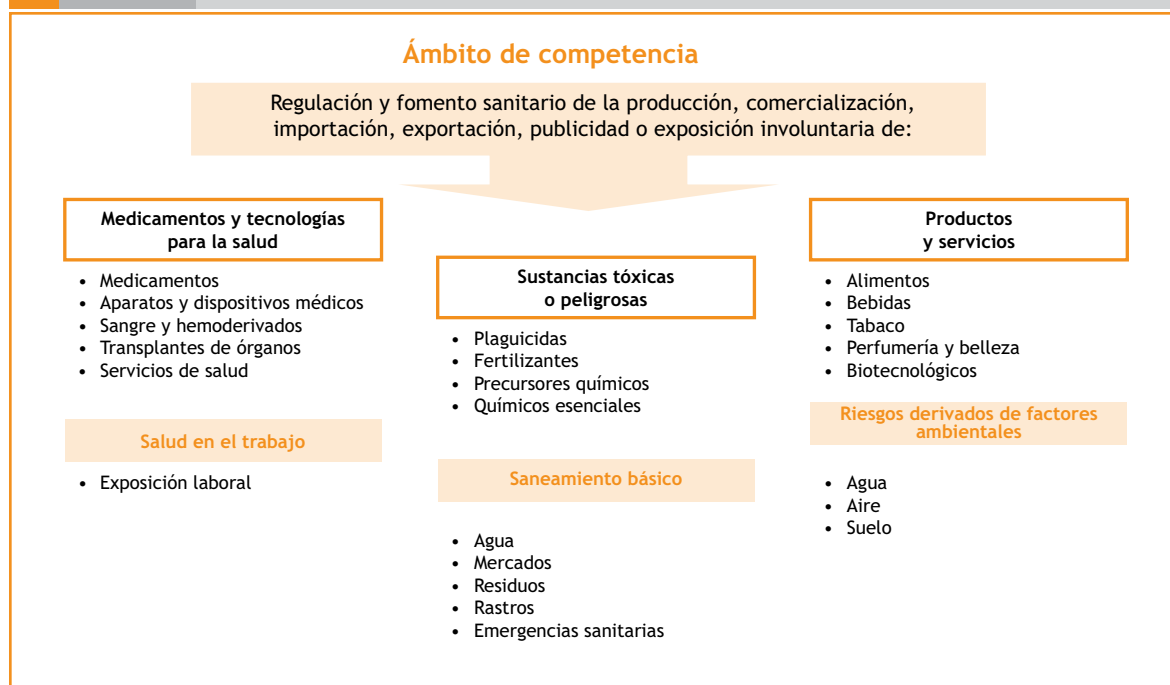 Ámbito de competencia
Regulación y fomento sanitario de la producción, comercialización,
importación, exportación, publicidad o exposición involuntaria de:
Medicamentos y tecnologías
para la salud
• Medicamentos
• Aparatos y dispositivos médicos
• Sangre y hemoderivados
• Transplantes de órganos
• Servicios de salud
Salud en el trabajo
• Exposición laboral
Sustancias tóxicas
o peligrosas
• Plaguicidas
• Fertilizantes
• Precursores químicos
• Químicos esenciales
Saneamiento básico
• Agua
• Mercados
• Residuos
• Rastros
• Emergencias sanitarias
Productos
y servicios
• Alimentos
• Bebidas
• Tabaco
• Perfumería y belleza
• Biotecnológicos
Riesgos derivados de factores
ambientales
• Agua
• Aire
• Suelo